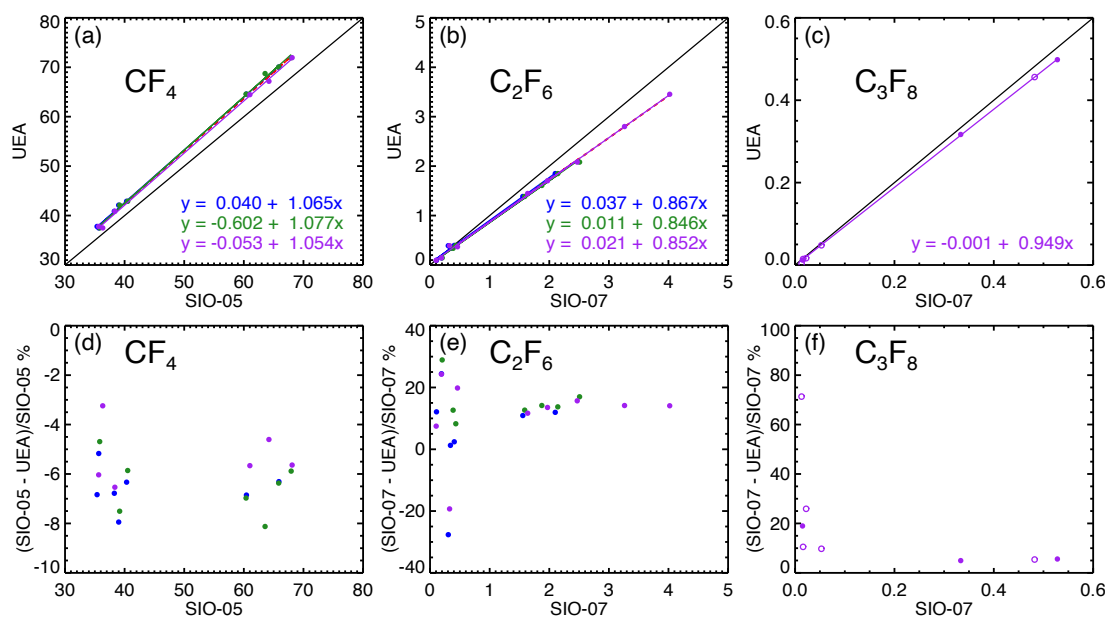 (a)
CF4
UEA
80
70
60
50
40
30
y = 0.040 + 1.065x
y = -0.602 + 1.077x
y = -0.053 + 1.054x
30 40 50 60 70 80
SIO-05
(b)
C2F6
UEA
5
4
3
2
1
0
y = 0.037 + 0.867x
y = 0.011 + 0.846x
y = 0.021 + 0.852x
0 1 2 3 4 5
SIO-07
(c)
C3F8
UEA
0.6
0.4
0.2
0.0
y = -0.001 + 0.949x
0.0 0.2 0.4 0.6
SIO-07
(d)
CF4
(SIO-05 - UEA)/SIO-05 %
0
-2
-4
-6
-8
-10
30 40 50 60 70 80
SIO-05
(e)
C2F6
(SIO-07 - UEA)/SIO-07 %
40
20
0
-20
-40
0 1 2 3 4 5
SIO-07
(f)
C3F8
(SIO-07 - UEA)/SIO-07 %
100
80
60
40
20
0
0.0 0.2 0.4 0.6
SIO-07